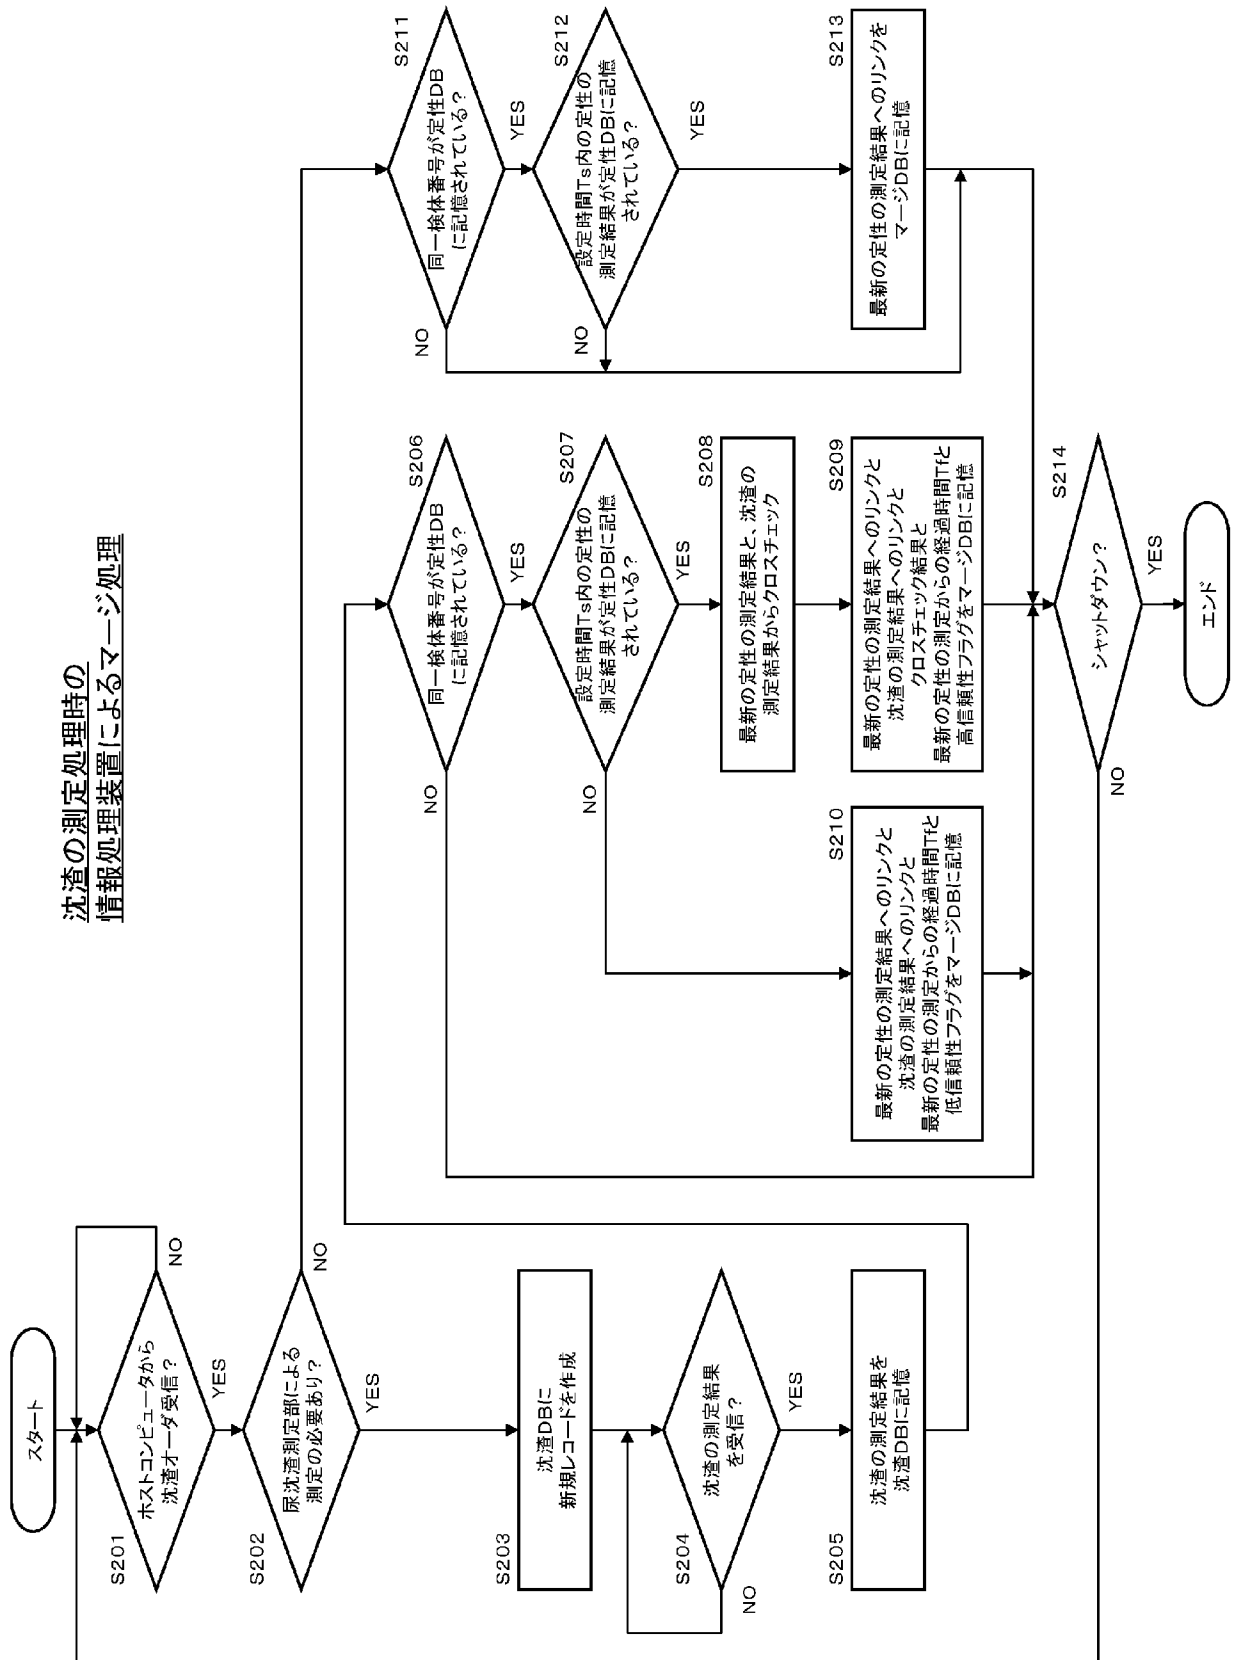 沈渣の測定処理時の
情報処理装置によるマージ処理
スタート
S201
ホストコンピュータから
沈渣オーダ受信？
NO
YES
S202
尿沈渣測定部による
測定の必要あり？
NO
YES
S203
沈渣DBに
新規レコードを作成
S204
沈渣の測定結果
を受信？
NO
YES
S205
沈渣の測定結果を
沈渣DBに記憶
S206
同一検体番号が定性DB
に記憶されている？
NO
YES
S207
設定時間Ts内の定性の
測定結果が定性DBに記憶
されている？
NO
YES
S208
最新の定性の測定結果と、沈渣の
測定結果からクロスチェック
S209
最新の定性の測定結果へのリンクと
沈渣の測定結果へのリンクと
クロスチェック結果と
最新の定性の測定からの経過時間Tfと
高信頼性フラグをマージDBに記憶
S210
最新の定性の測定結果へのリンクと
沈渣の測定結果へのリンクと
最新の定性の測定からの経過時間Tfと
低信頼性フラグをマージDBに記憶
S211
同一検体番号が定性DB
に記憶されている？
NO
YES
S212
設定時間Ts内の定性の
測定結果が定性DBに記憶
されている？
NO
YES
S213
最新の定性の測定結果へのリンクを
マージDBに記憶
S214
シャットダウン？
NO
YES
エンド